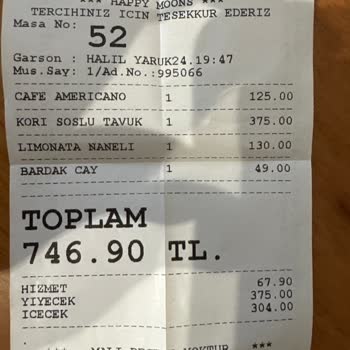 *** HAPPY MOONS ***
TERCIHINIZ ICIN TESEKKUR EDERIZ
Masa No: 52
Garson : HALIL YARUK24.19:47
Mus.Say: 1/Ad.No.:995066
CAFE AMERICANO 1 125.00
KORI SOSLU TAVUK 1 375.00
LIMONATA NANELI 1 130.00
BARDAK CAY 1 49.00
TOPLAM
746.90 TL.
HIZMET 67.90
YIYECEK 375.00
ICECEK 304.00